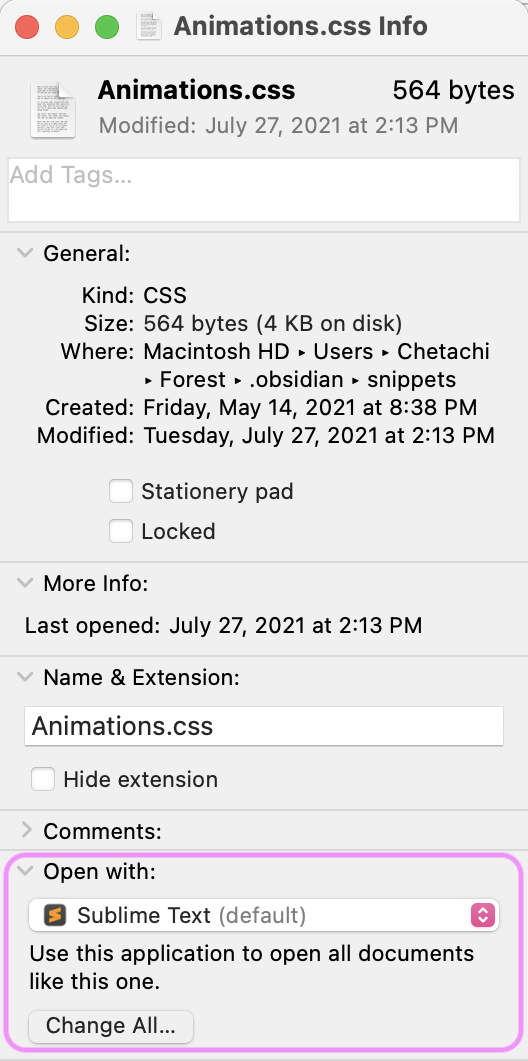 Animations.css Info
Animations.css 564 bytes
Modified: July 27, 2021 at 2:13 PM
Add Tags...
General:
Kind: CSS
Size: 564 bytes (4 KB on disk)
Where: Macintosh HD ▸ Users ▸ Chetachi
▸ Forest ▸ .obsidian ▸ snippets
Created: Friday, May 14, 2021 at 8:38 PM
Modified: Tuesday, July 27, 2021 at 2:13 PM
Stationery pad
Locked
More Info:
Last opened: July 27, 2021 at 2:13 PM
Name & Extension:
Animations.css
Hide extension
Comments:
Open with:
Sublime Text (default)
Use this application to open all documents
like this one.
Change All...